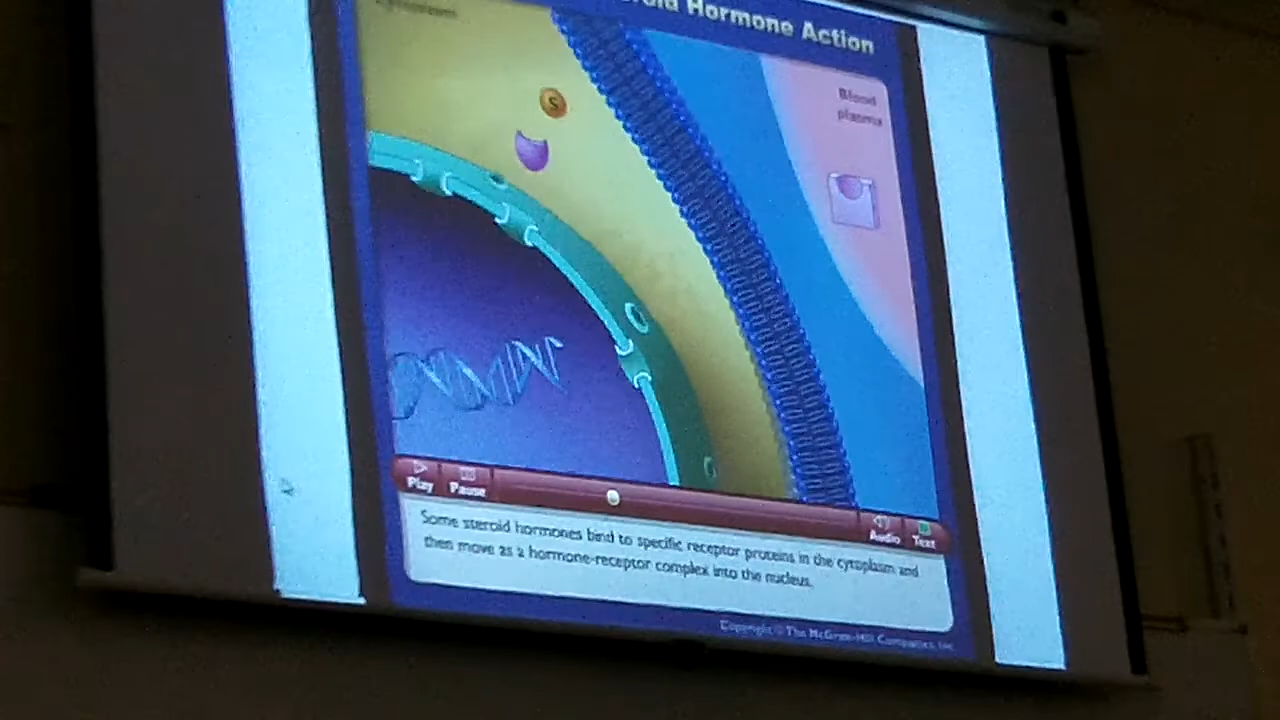 Hormone Action
Cytoplasm
Blood
plasma
S
Play
Pause
Audio
Text
Some steroid hormones bind to specific receptor proteins in the cytoplasm and
then move as a hormone-receptor complex into the nucleus.
Copyright © The McGraw-Hill Companies, Inc.